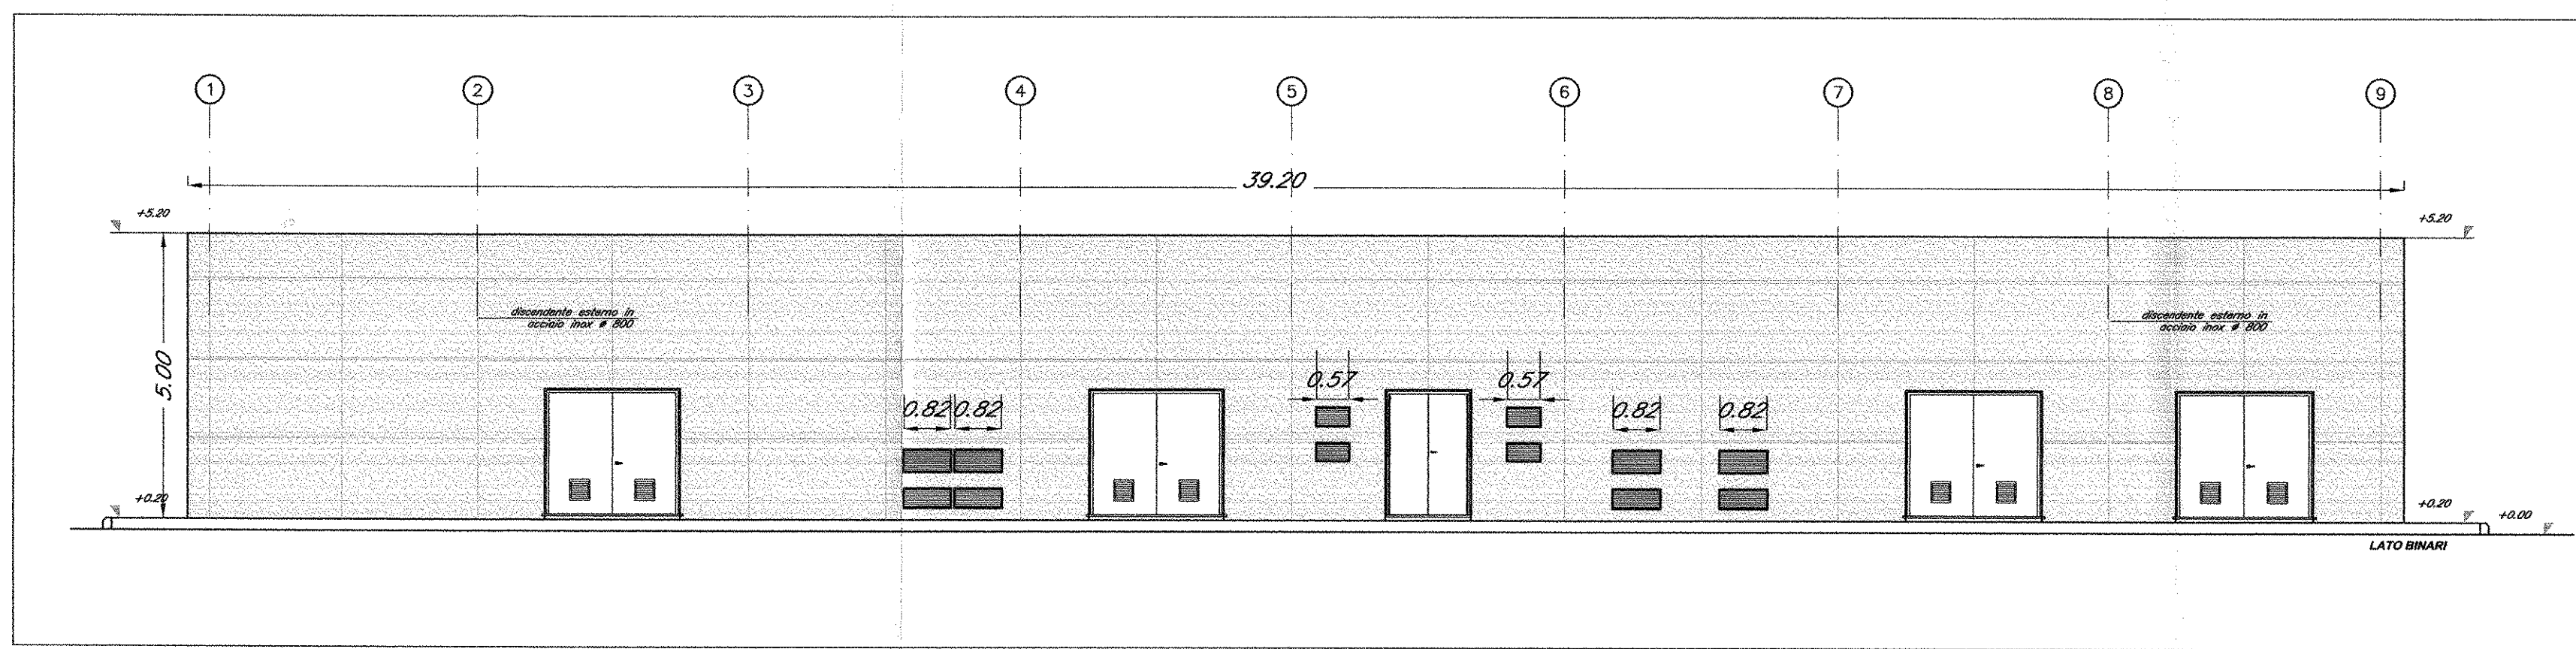 1 2 3 4 5 6 7 8 9
39.20
+5.20 +5.20
discendente esterno in
acciaio inox ø 800
discendente esterno in
acciaio inox ø 800
5.00
0.57 0.57
0.82 0.82 0.82 0.82
+0.20 +0.20 +0.00
LATO BINARI